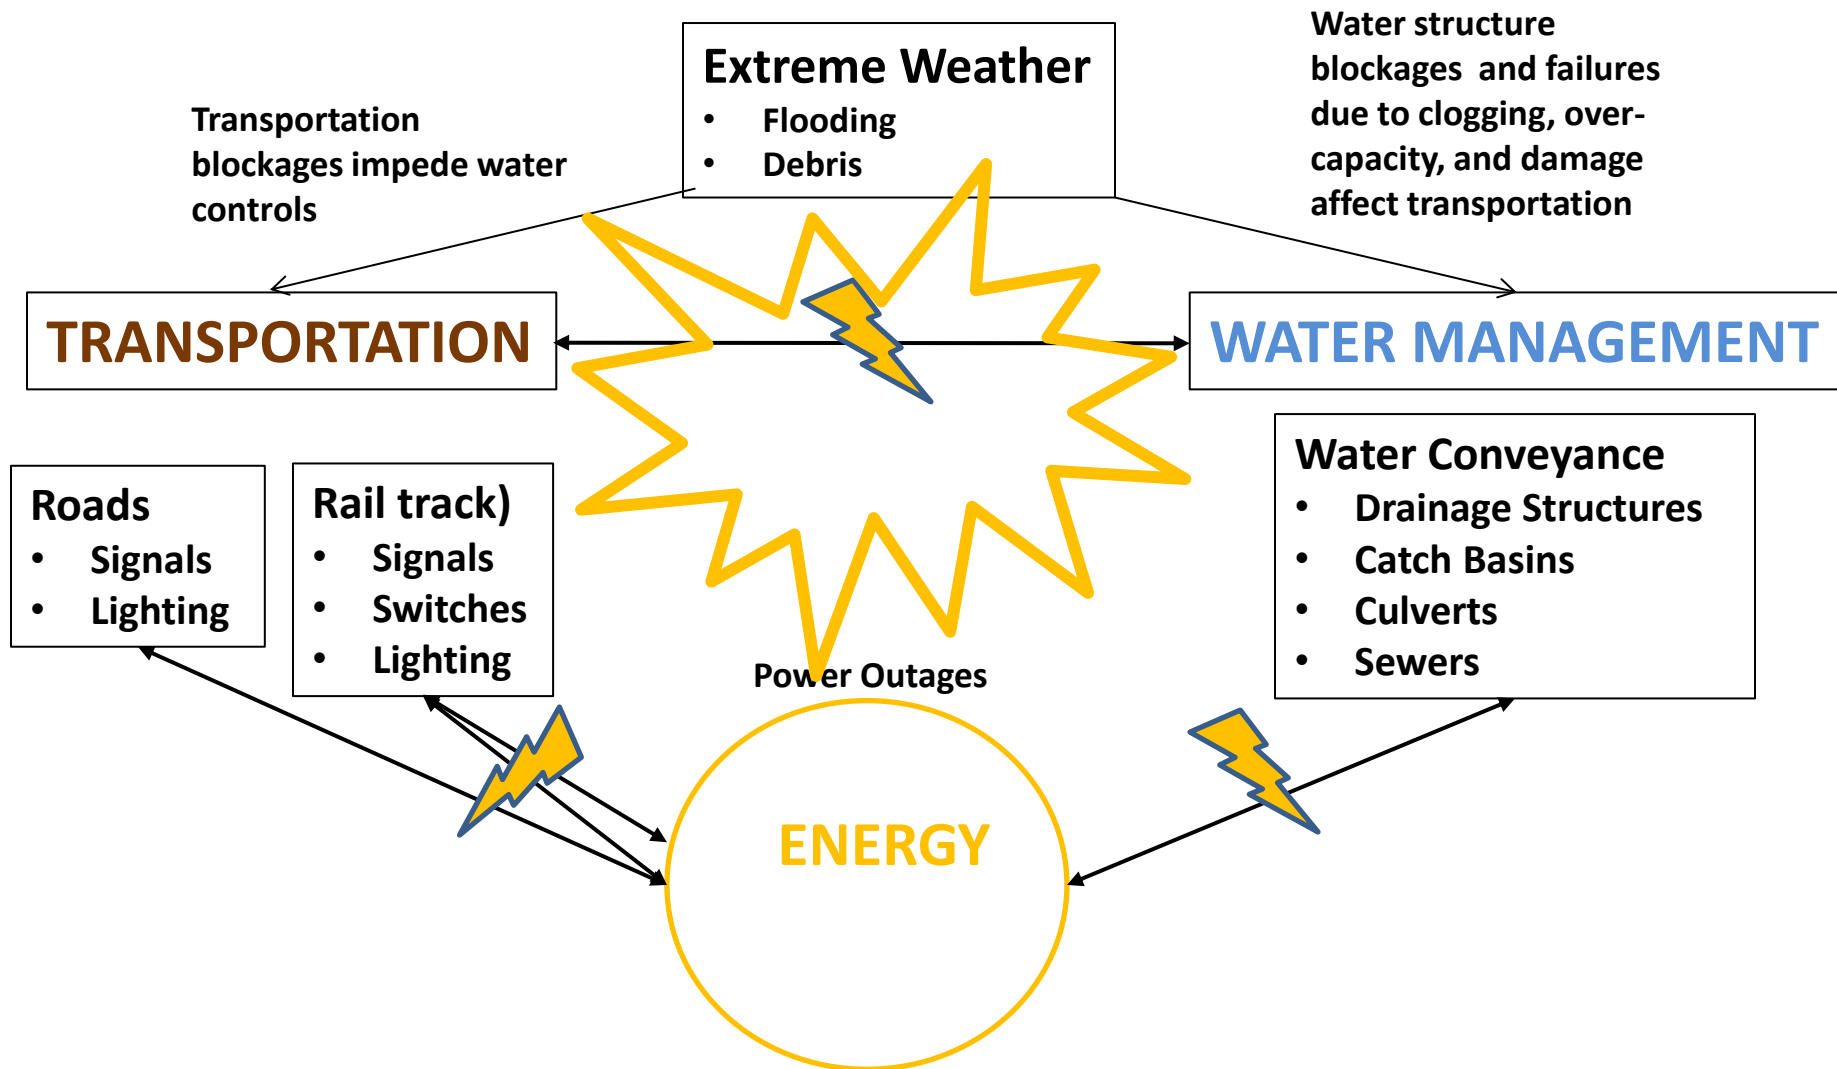 Extreme Weather
• Flooding
• Debris
Water structure
blockages and failures
due to clogging, over-
capacity, and damage
affect transportation
Transportation
blockages impede water
controls
TRANSPORTATION
WATER MANAGEMENT
Roads
• Signals
• Lighting
Rail track)
• Signals
• Switches
• Lighting
Water Conveyance
• Drainage Structures
• Catch Basins
• Culverts
• Sewers
Power Outages
ENERGY